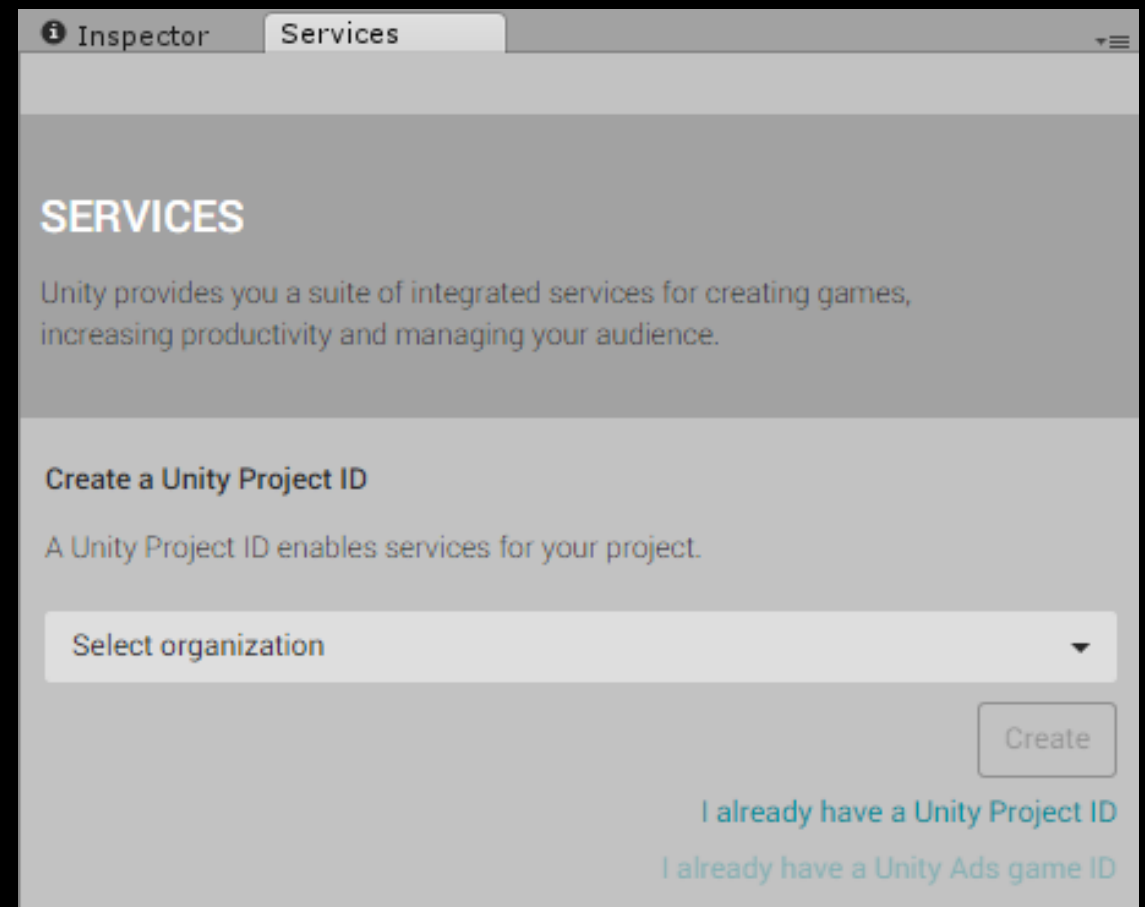 Inspector
Services
SERVICES
Unity provides you a suite of integrated services for creating games,
increasing productivity and managing your audience.
Create a Unity Project ID
A Unity Project ID enables services for your project.
Select organization
Create
I already have a Unity Project ID
I already have a Unity Ads game ID